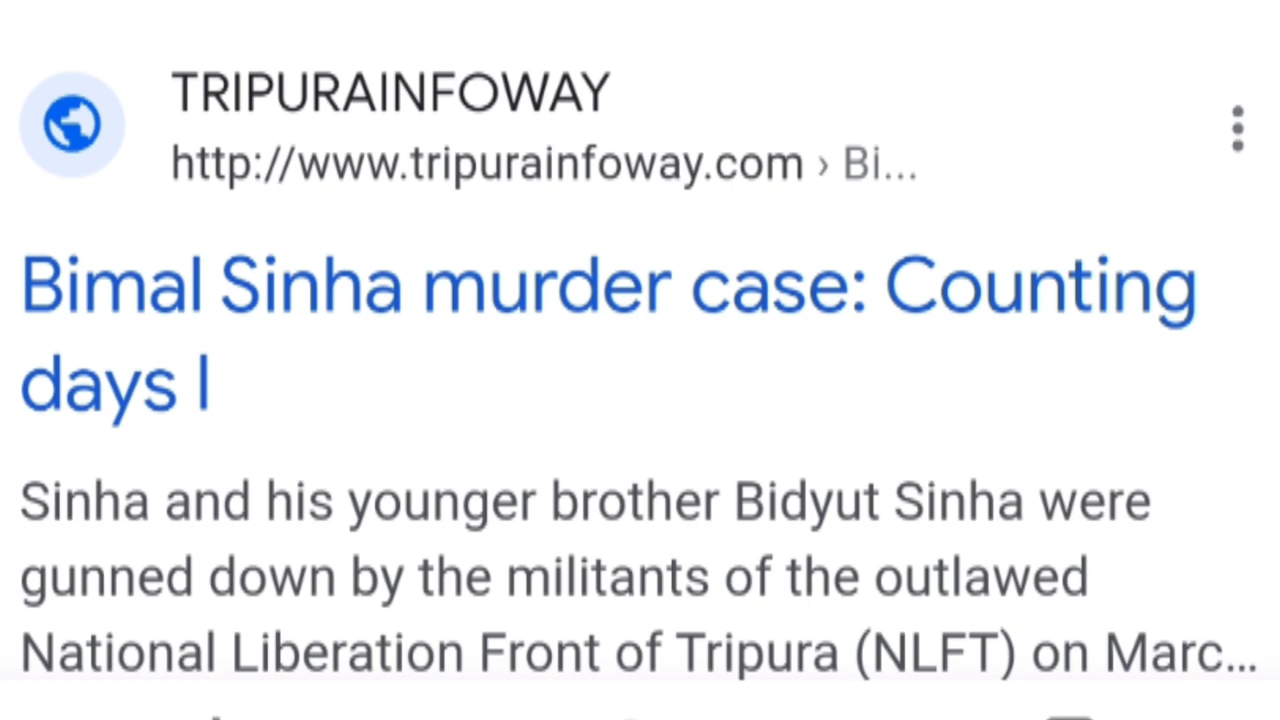 TRIPURAINFOWAY
http://www.tripurainfoway.com › Bi...
Bimal Sinha murder case: Counting
days l
Sinha and his younger brother Bidyut Sinha were
gunned down by the militants of the outlawed
National Liberation Front of Tripura (NLFT) on Marc...